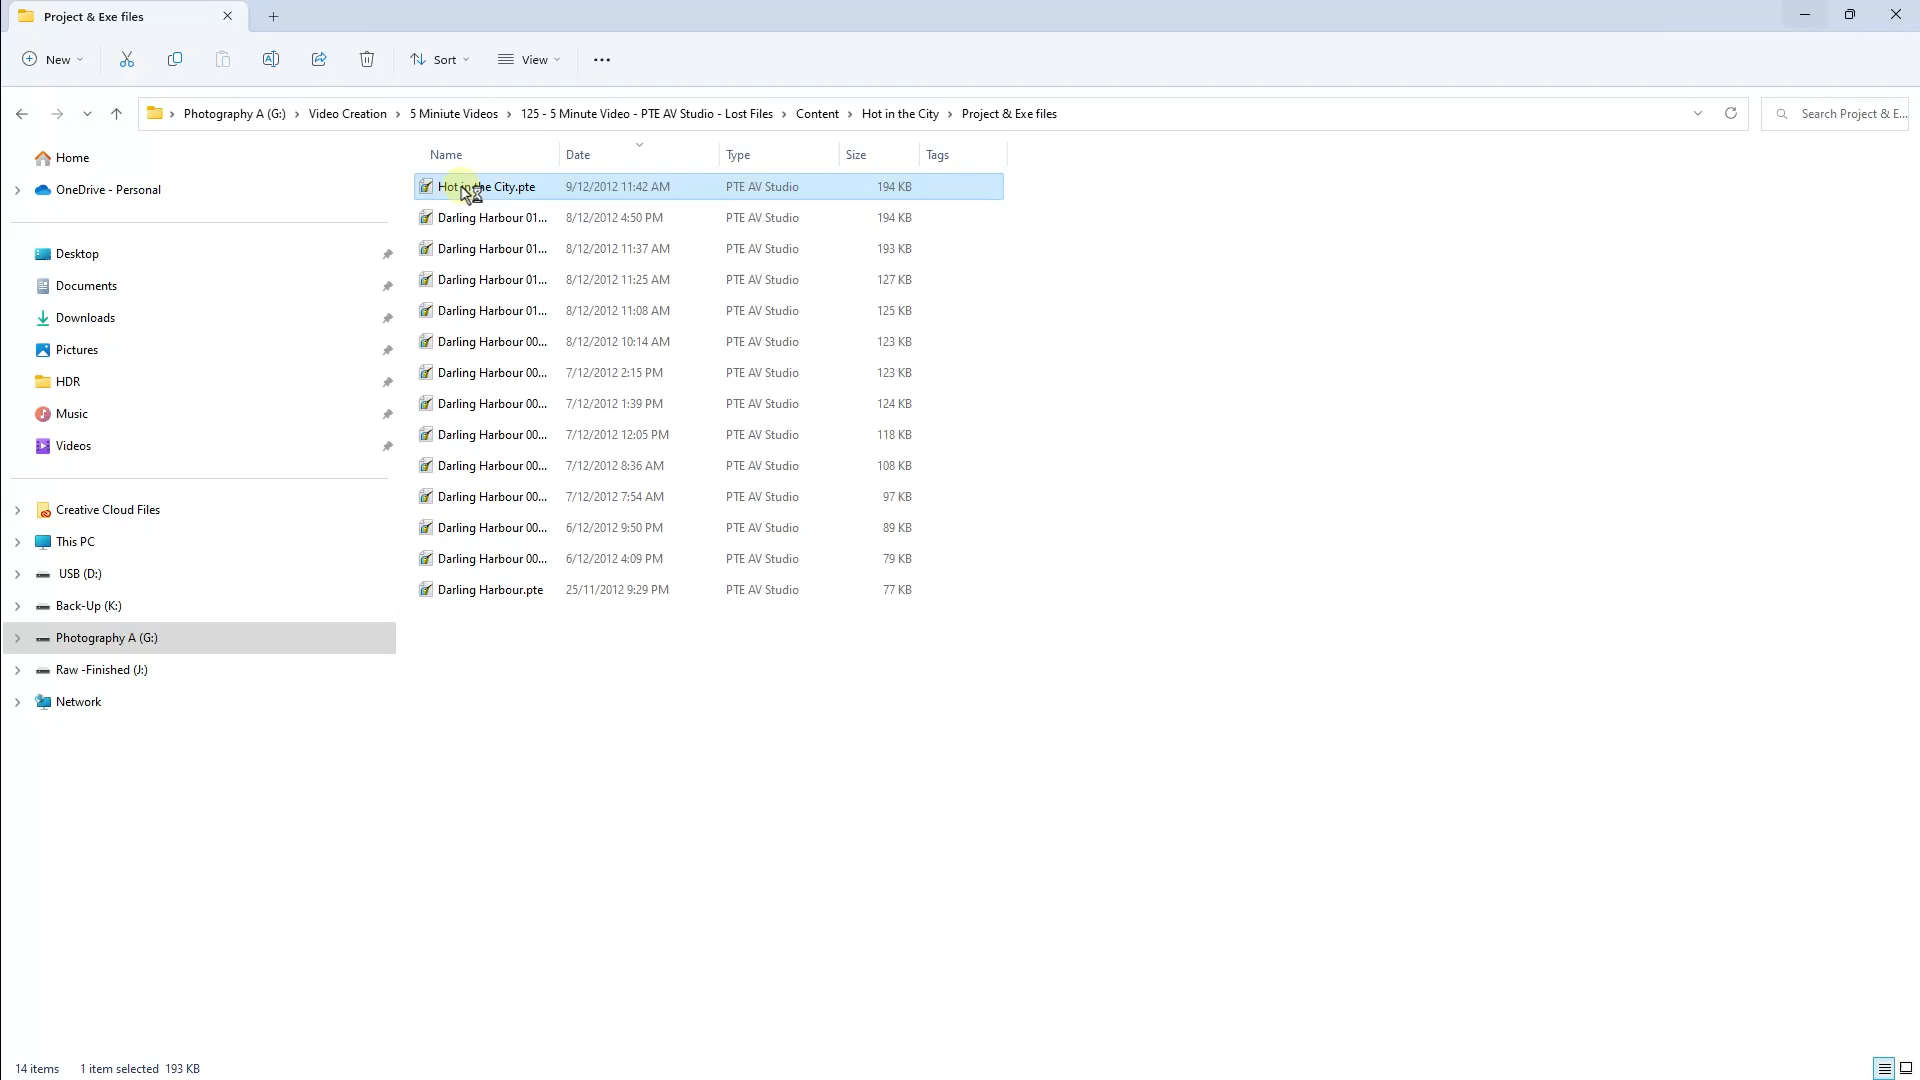 Project & Exe files
New
Sort
View
Photography A (G:) Video Creation 5 Miniute Videos 125 - 5 Minute Video - PTE AV Studio - Lost Files Content Hot in the City Project & Exe files
Search Project & E...
Home
OneDrive - Personal
Desktop
Documents
Downloads
Pictures
HDR
Music
Videos
Creative Cloud Files
This PC
USB (D:)
Back-Up (K:)
Photography A (G:)
Raw -Finished (J:)
Network
Name Date Type Size Tags
Hot in the City.pte 9/12/2012 11:42 AM PTE AV Studio 194 KB
Darling Harbour 01... 8/12/2012 4:50 PM PTE AV Studio 194 KB
Darling Harbour 01... 8/12/2012 11:37 AM PTE AV Studio 193 KB
Darling Harbour 01... 8/12/2012 11:25 AM PTE AV Studio 127 KB
Darling Harbour 01... 8/12/2012 11:08 AM PTE AV Studio 125 KB
Darling Harbour 00... 8/12/2012 10:14 AM PTE AV Studio 123 KB
Darling Harbour 00... 7/12/2012 2:15 PM PTE AV Studio 123 KB
Darling Harbour 00... 7/12/2012 1:39 PM PTE AV Studio 124 KB
Darling Harbour 00... 7/12/2012 12:05 PM PTE AV Studio 118 KB
Darling Harbour 00... 7/12/2012 8:36 AM PTE AV Studio 108 KB
Darling Harbour 00... 7/12/2012 7:54 AM PTE AV Studio 97 KB
Darling Harbour 00... 6/12/2012 9:50 PM PTE AV Studio 89 KB
Darling Harbour 00... 6/12/2012 4:09 PM PTE AV Studio 79 KB
Darling Harbour.pte 25/11/2012 9:29 PM PTE AV Studio 77 KB
14 items 1 item selected 193 KB